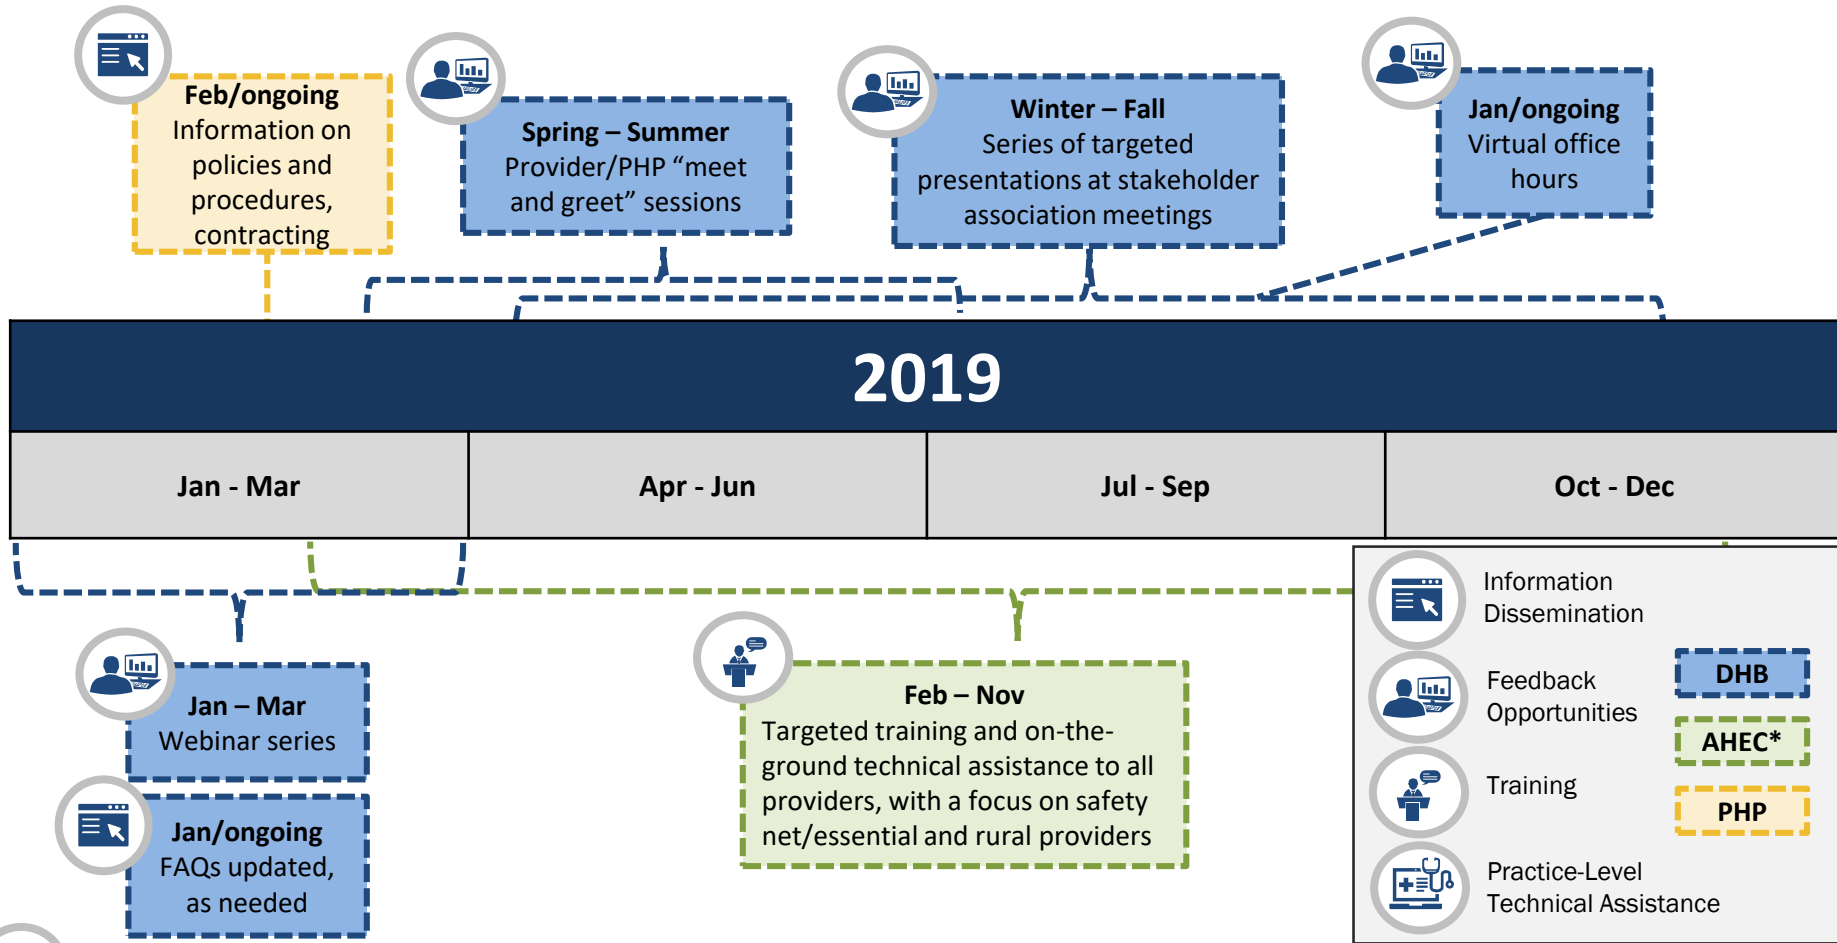 Feb/ongoing
Information on
policies and
procedures,
contracting
Spring – Summer
Provider/PHP “meet
and greet” sessions
Winter – Fall
Series of targeted
presentations at stakeholder
association meetings
Jan/ongoing
Virtual office
hours
2019
Jan - Mar
Apr - Jun
Jul - Sep
Oct - Dec
Jan – Mar
Webinar series
Jan/ongoing
FAQs updated,
as needed
Feb – Nov
Targeted training and on-the-
ground technical assistance to all
providers, with a focus on safety
net/essential and rural providers
Information
Dissemination
Feedback
Opportunities
Training
Practice-Level
Technical Assistance
DHB
AHEC*
PHP